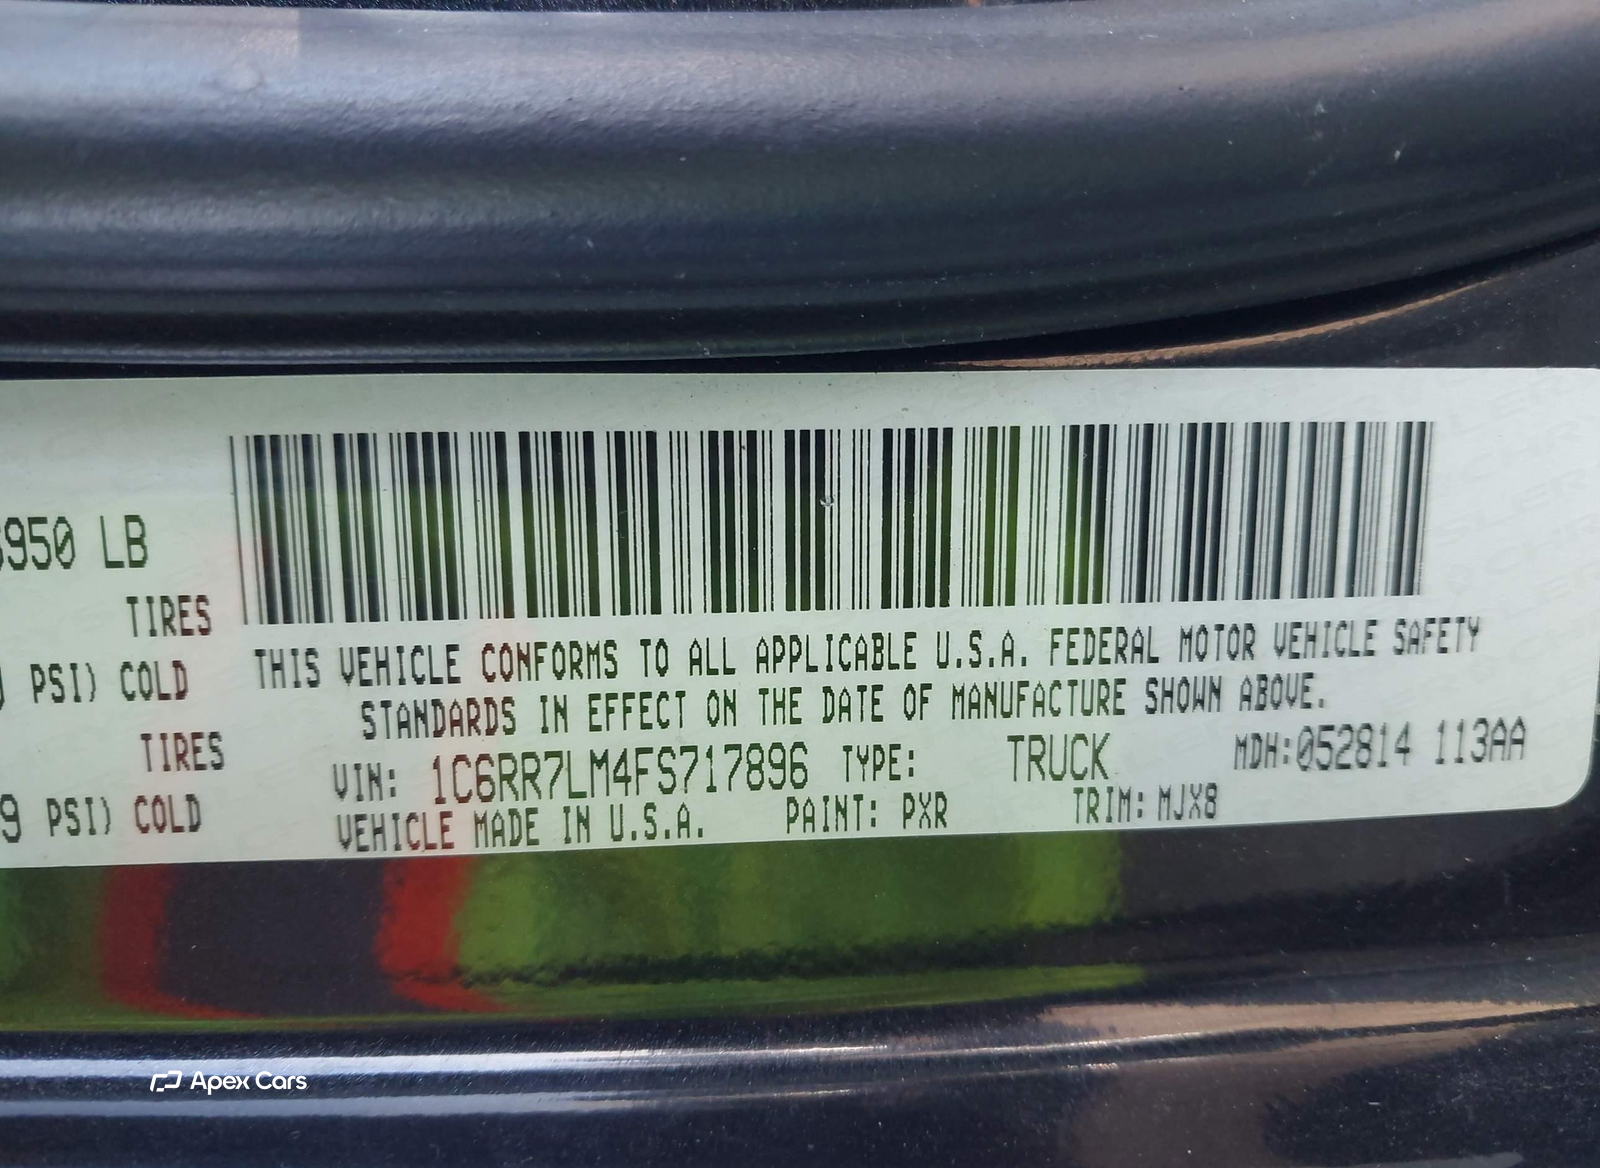 950 LB
TIRES
PSI) COLD
TIRES
9 PSI) COLD
THIS VEHICLE CONFORMS TO ALL APPLICABLE U.S.A. FEDERAL MOTOR VEHICLE SAFETY
STANDARDS IN EFFECT ON THE DATE OF MANUFACTURE SHOWN ABOVE.
VIN: 1C6RR7LM4FS717896 TYPE: TRUCK MDH:052814 113AA
VEHICLE MADE IN U.S.A. PAINT: PXR TRIM: MJX8
Apex Cars